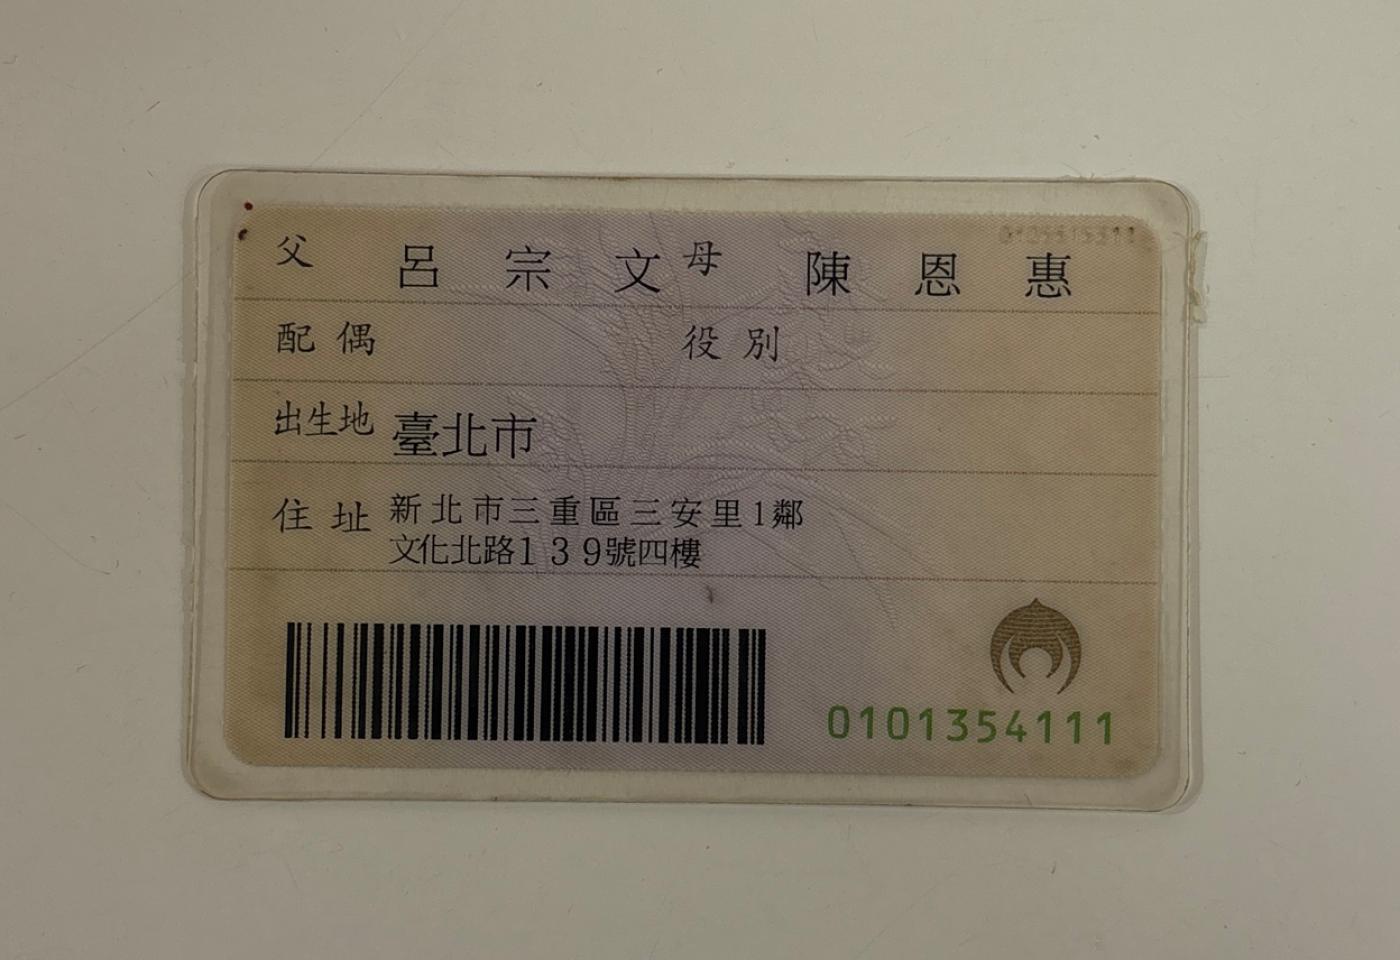 父 呂宗文 母 陳恩惠
配偶 役別
出生地 臺北市
住址 新北市三重區三安里1鄰
文化北路139號四樓
0101354111